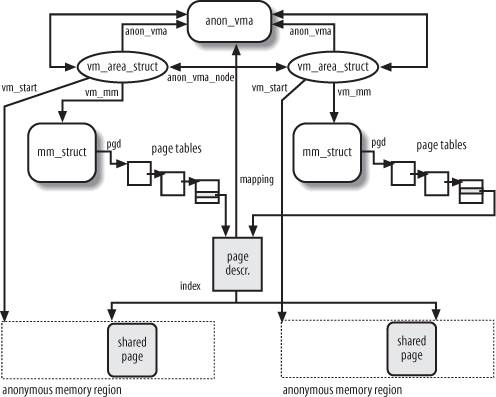 anon_vma
anon_vma
anon_vma
vm_area_struct
vm_area_struct
vm_start
anon_vma_node
vm_start
vm_mm
vm_mm
mm_struct
pgd
page tables
mm_struct
pgd
page tables
mapping
page
descr.
index
shared
page
shared
page
anonymous memory region
anonymous memory region